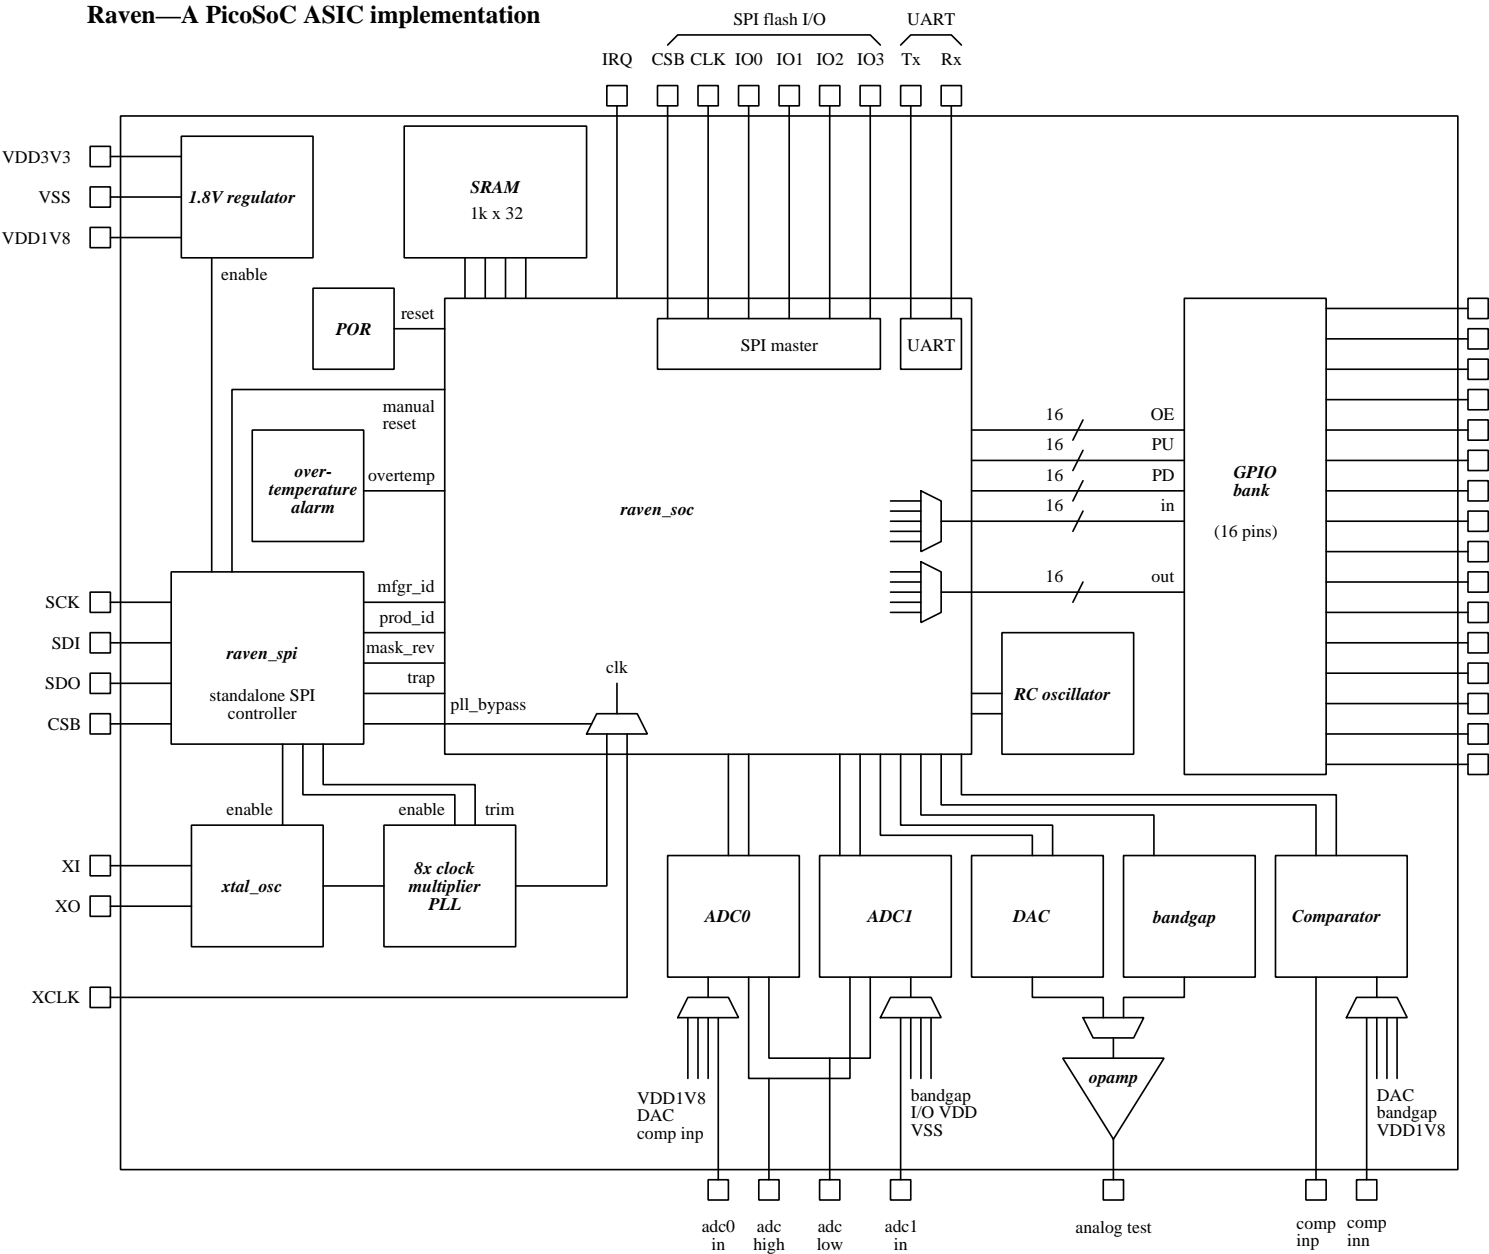 Raven—A PicoSoC ASIC implementation
SPI flash I/O
UART
IRQ
CSB
CLK
IO0
IO1
IO2
IO3
Tx
Rx
VDD3V3
VSS
VDD1V8
1.8V regulator
enable
SRAM
1k x 32
POR
reset
SPI master
UART
manual
reset
over-
temperature
alarm
overtemp
raven_soc
16
OE
16
PU
16
PD
16
in
16
out
GPIO
bank
(16 pins)
SCK
SDI
SDO
CSB
raven_spi
standalone SPI
controller
mfgr_id
prod_id
mask_rev
trap
pll_bypass
clk
RC oscillator
enable
enable
trim
XI
XO
xtal_osc
8x clock
multiplier
PLL
XCLK
ADC0
ADC1
DAC
bandgap
Comparator
VDD1V8
DAC
comp inp
bandgap
I/O VDD
VSS
opamp
DAC
bandgap
VDD1V8
adc0
in
adc
high
adc
low
adc1
in
analog test
comp
inp
comp
inn